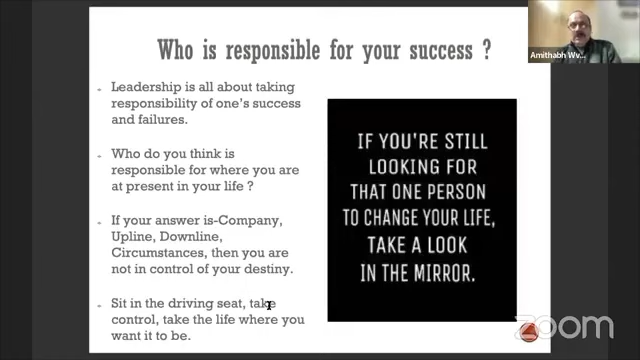 Who is responsible for your success ?
Leadership is all about taking
responsibility of one's success
and failures.
Who do you think is
responsible for where you are
at present in your life ?
If your answer is-Company,
Upline, Downline,
Circumstances, then you are
not in control of your destiny.
Sit in the driving seat, take
control, take the life where you
want it to be.
IF YOU'RE STILL
LOOKING FOR
THAT ONE PERSON
TO CHANGE YOUR LIFE,
TAKE A LOOK
IN THE MIRROR.
Amithabh Wv...
zoom